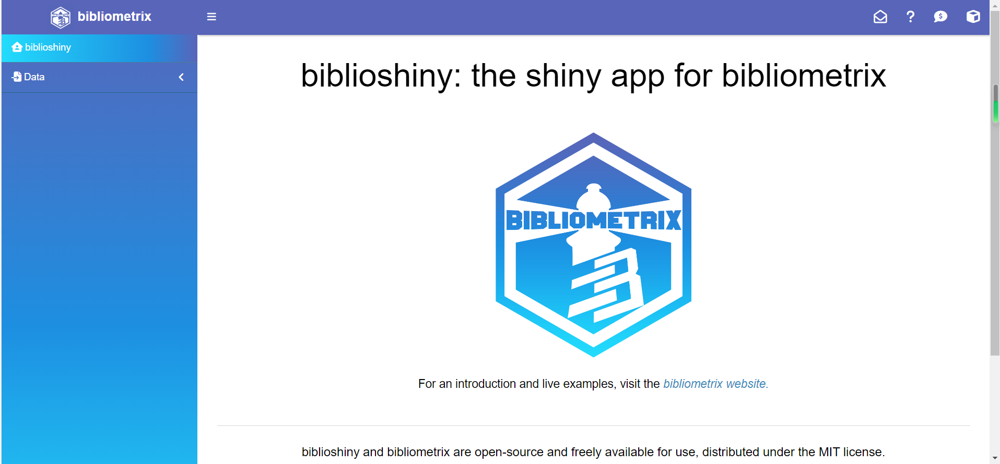 bibliometrix
biblioshiny
Data
biblioshiny: the shiny app for bibliometrix
BIBLIOMETRIX
For an introduction and live examples, visit the bibliometrix website.
biblioshiny and bibliometrix are open-source and freely available for use, distributed under the MIT license.